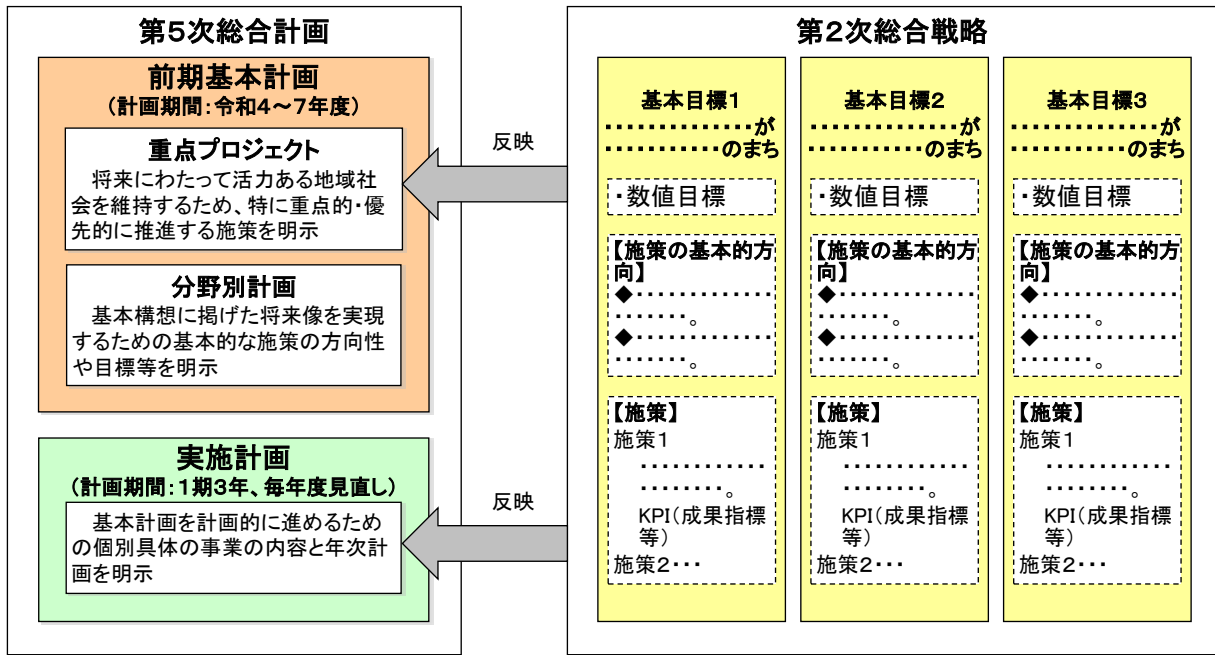 第5次総合計画
前期基本計画
(計画期間:令和4~7年度)
重点プロジェクト
将来にわたって活力ある地域社
会を維持するため、特に重点的・優
先的に推進する施策を明示
分野別計画
基本構想に掲げた将来像を実現
するための基本的な施策の方向性
や目標等を明示
実施計画
(計画期間:1期3年、毎年度見直し)
基本計画を計画的に進めるため
の個別具体の事業の内容と年次計
画を明示
反映
反映
第2次総合戦略
基本目標1
・・・・・・・・・・・・・・が
・・・・・・・・・・・のまち
・数値目標
【施策の基本的方
向】
◆・・・・・・・・・・・・・
・・・・・・・。
◆・・・・・・・・・・・・・
・・・・・・・。
【施策】
施策1
・・・・・・・・・・・・
・・・・・・・・。
KPI(成果指標
等)
施策2・・・
基本目標2
・・・・・・・・・・・・・・が
・・・・・・・・・・・のまち
・数値目標
【施策の基本的方
向】
◆・・・・・・・・・・・・・
・・・・・・・。
◆・・・・・・・・・・・・・
・・・・・・・。
【施策】
施策1
・・・・・・・・・・・・
・・・・・・・・。
KPI(成果指標
等)
施策2・・・
基本目標3
・・・・・・・・・・・・・・が
・・・・・・・・・・・のまち
・数値目標
【施策の基本的方
向】
◆・・・・・・・・・・・・・
・・・・・・・。
◆・・・・・・・・・・・・・
・・・・・・・。
【施策】
施策1
・・・・・・・・・・・・
・・・・・・・・。
KPI(成果指標
等)
施策2・・・